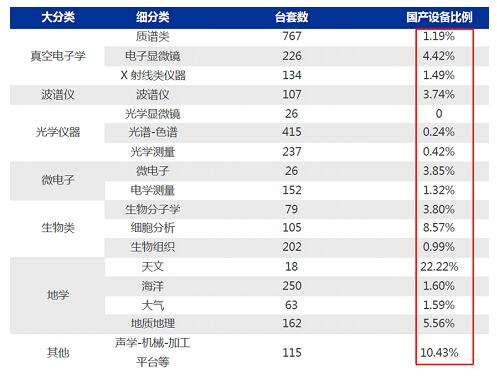 大分类 细分类 台套数 国产设备比例
质谱类 767 1.19%
真空电子学 电子显微镜 226 4.42%
X 射线类仪器 134 1.49%
波谱仪 波谱仪 107 3.74%
光学显微镜 26 0
光学仪器 光谱-色谱 415 0.24%
光学测量 237 0.42%
微电子 微电子 26 3.85%
电学测量 152 1.32%
生物分子学 79 3.80%
生物类 细胞分析 105 8.57%
生物组织 202 0.99%
天文 18 22.22%
地学 海洋 250 1.60%
大气 63 1.59%
地质地理 162 5.56%
其他 声学-机械-加工 115 10.43%
平台等